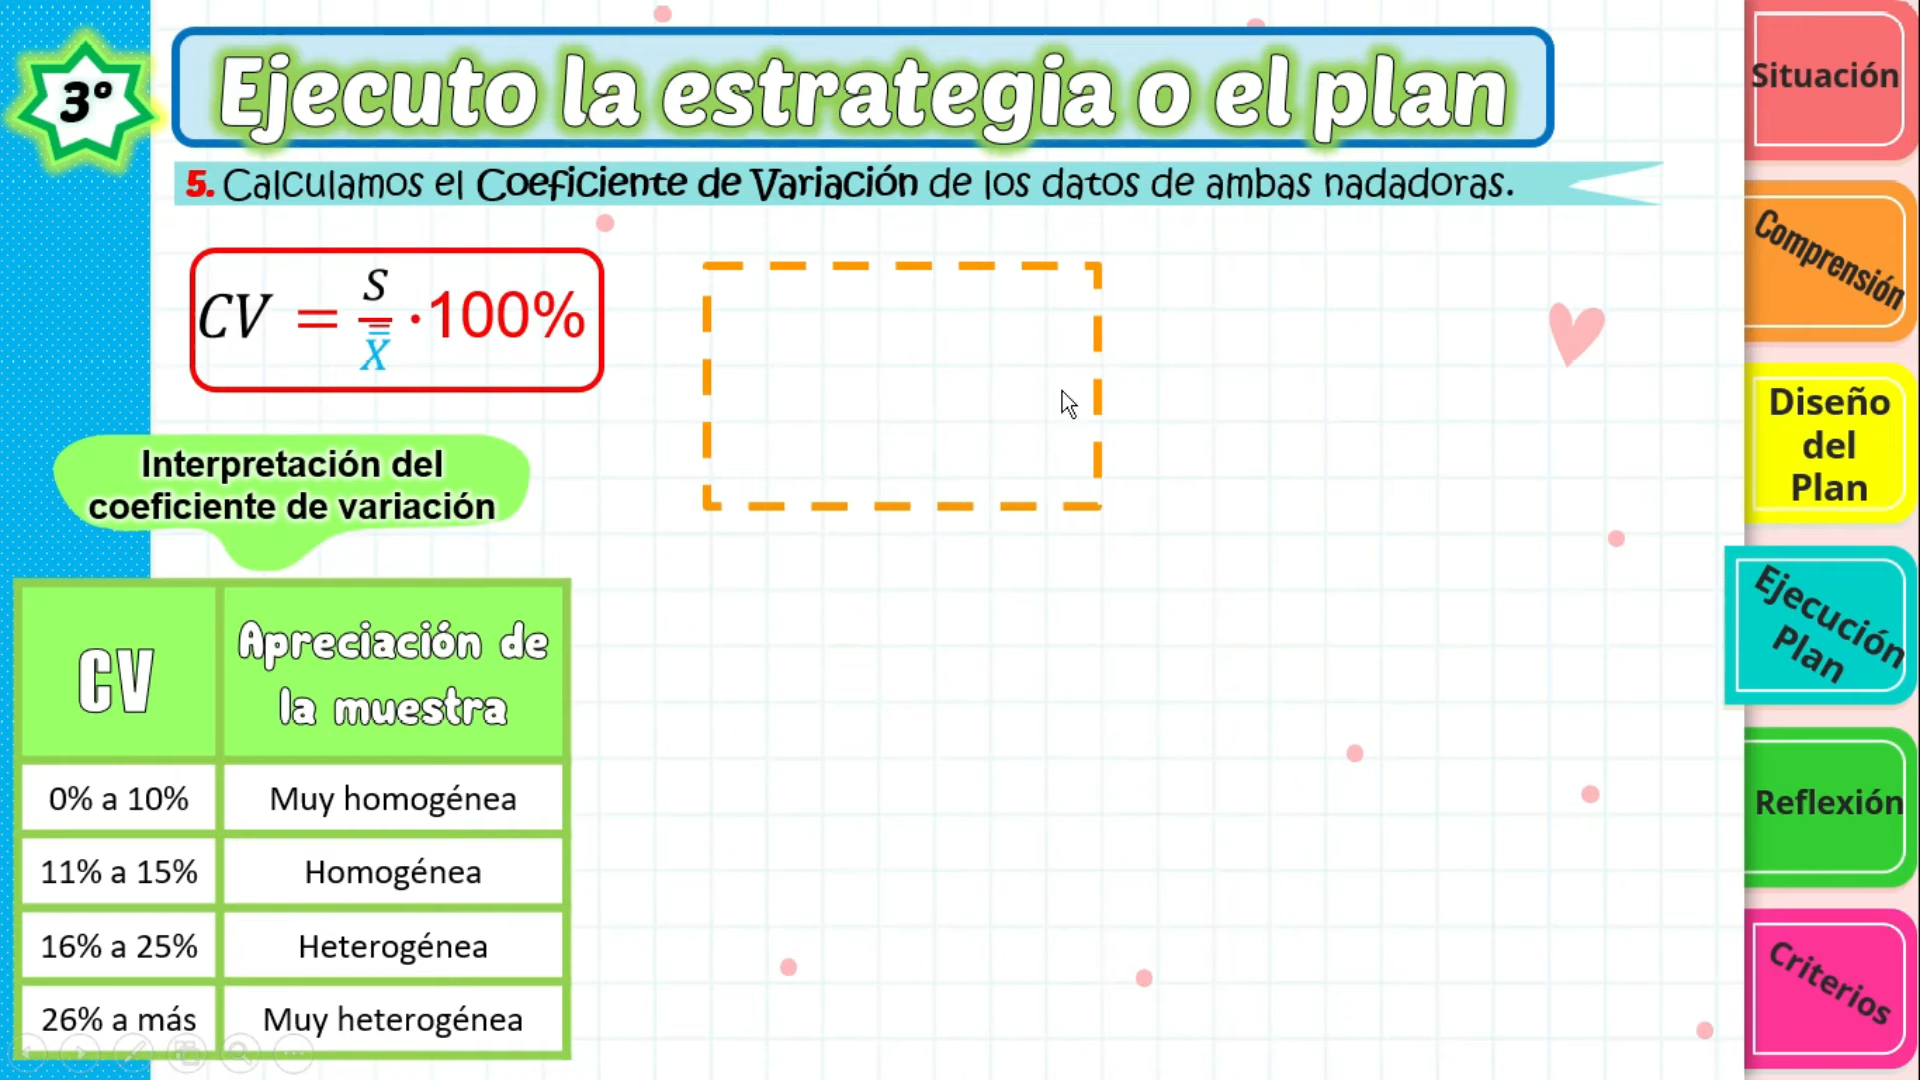 3°
Ejecuto la estrategia o el plan
5. Calculamos el Coeficiente de Variación de los datos de ambas nadadoras.
CV = S/x̄ ·100%
Interpretación del
coeficiente de variación
CV
Apreciación de
la muestra
0% a 10%
Muy homogénea
11% a 15%
Homogénea
16% a 25%
Heterogénea
26% a más
Muy heterogénea
Situación
Comprensión
Diseño
del
Plan
Ejecución
Plan
Reflexión
Criterios